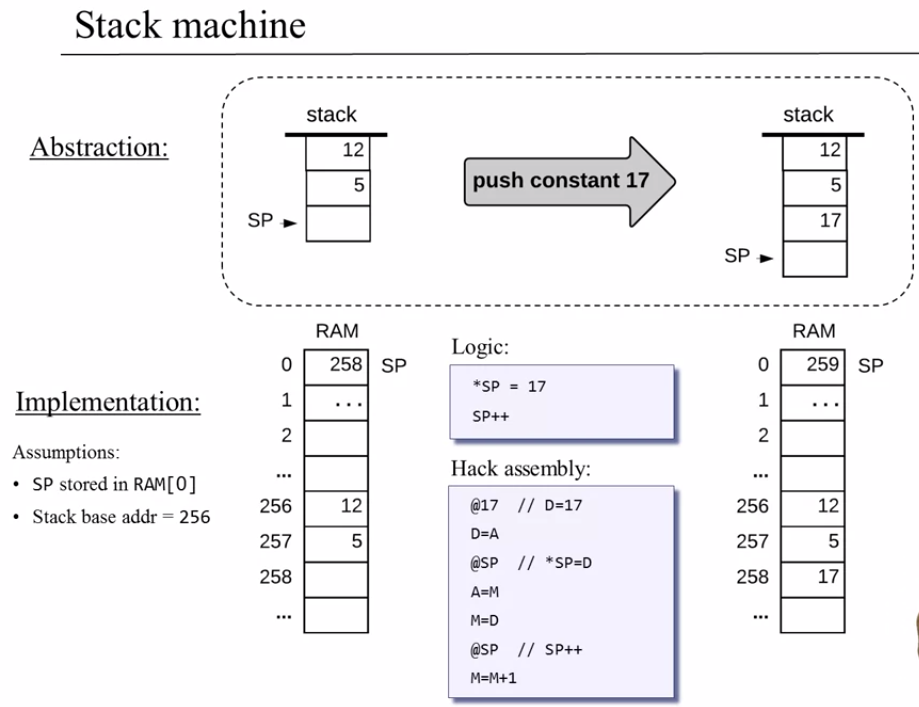 Stack machine
Abstraction:
stack
12
5
SP
push constant 17
stack
12
5
17
SP
Implementation:
Assumptions:
• SP stored in RAM[0]
• Stack base addr = 256
RAM
0 258 SP
1 ...
2
...
256 12
257 5
258
...
Logic:
*SP = 17
SP++
Hack assembly:
@17 // D=17
D=A
@SP // *SP=D
A=M
M=D
@SP // SP++
M=M+1
RAM
0 259 SP
1 ...
2
...
256 12
257 5
258 17
...